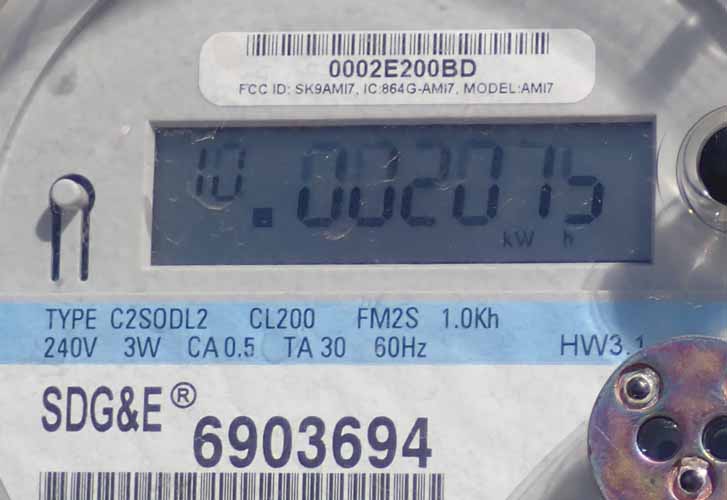 0002E200BD
FCC ID: SK9AMI7, IC:864G-AMI7, MODEL:AMI7
10 .002075
kW h
TYPE C2SODL2 CL200 FM2S 1.0Kh
240V 3W CA 0.5 TA 30 60Hz HW3.1
SDG&E® 6903694